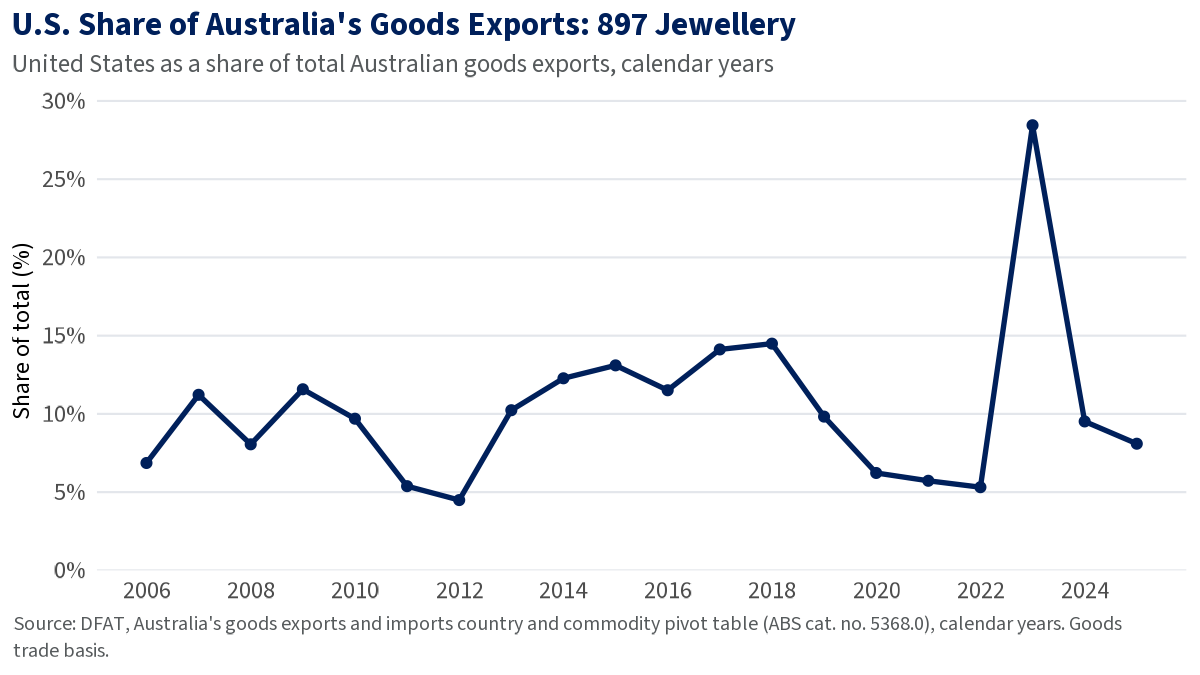 U.S. Share of Australia's Goods Exports: 897 Jewellery
United States as a share of total Australian goods exports, calendar years
30%
25%
20%
15%
10%
5%
0%
Share of total (%)
2006 2008 2010 2012 2014 2016 2018 2020 2022 2024
Source: DFAT, Australia's goods exports and imports country and commodity pivot table (ABS cat. no. 5368.0), calendar years. Goods
trade basis.